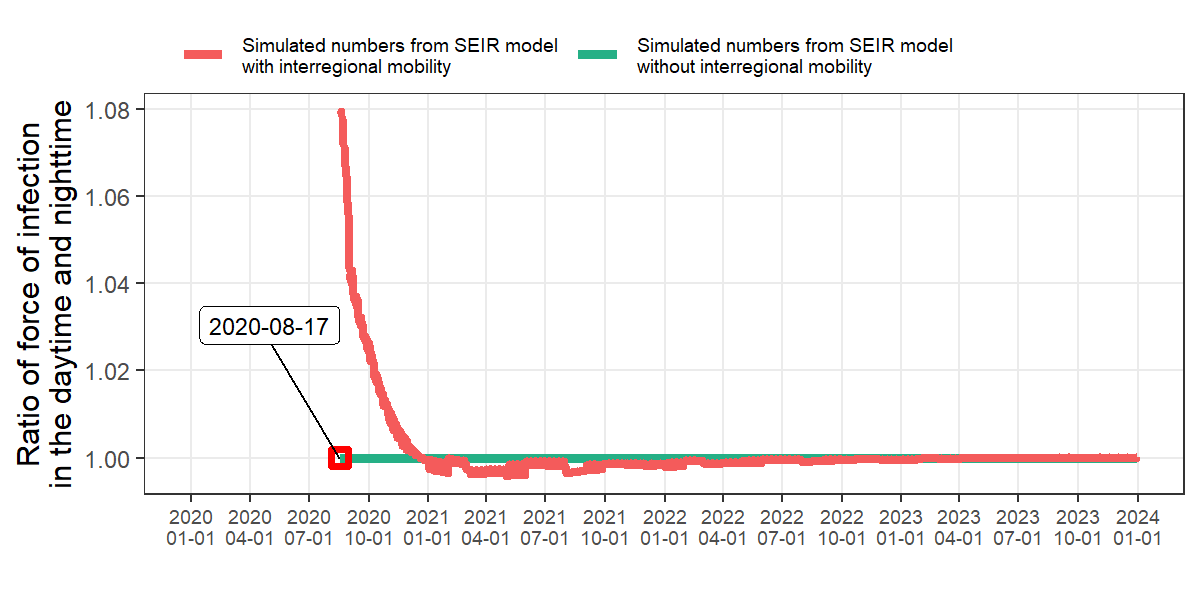 Simulated numbers from SEIR model
with interregional mobility
Simulated numbers from SEIR model
without interregional mobility
Ratio of force of infection
in the daytime and nighttime
1.08
1.06
1.04
1.02
1.00
2020-08-17
2020 2020 2020 2020 2021 2021 2021 2021 2022 2022 2022 2022 2023 2023 2023 2023 2024
01-01 04-01 07-01 10-01 01-01 04-01 07-01 10-01 01-01 04-01 07-01 10-01 01-01 04-01 07-01 10-01 01-01